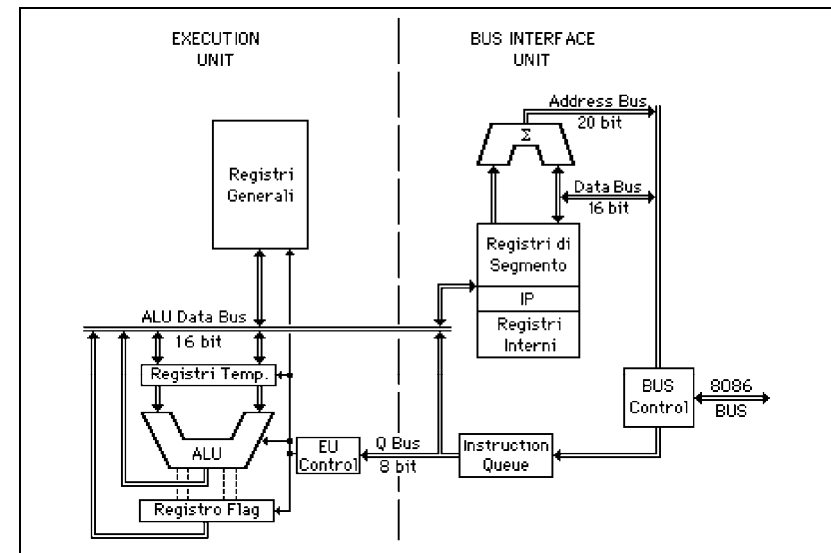 EXECUTION
UNIT
BUS INTERFACE
UNIT
Address Bus
20 bit
Σ
Registri
Generali
Data Bus
16 bit
Registri di
Segmento
IP
Registri
Interni
ALU Data Bus
16 bit
Registri Temp.
BUS
Control
8086
BUS
ALU
EU
Control
Q Bus
8 bit
Instruction
Queue
Registro Flag